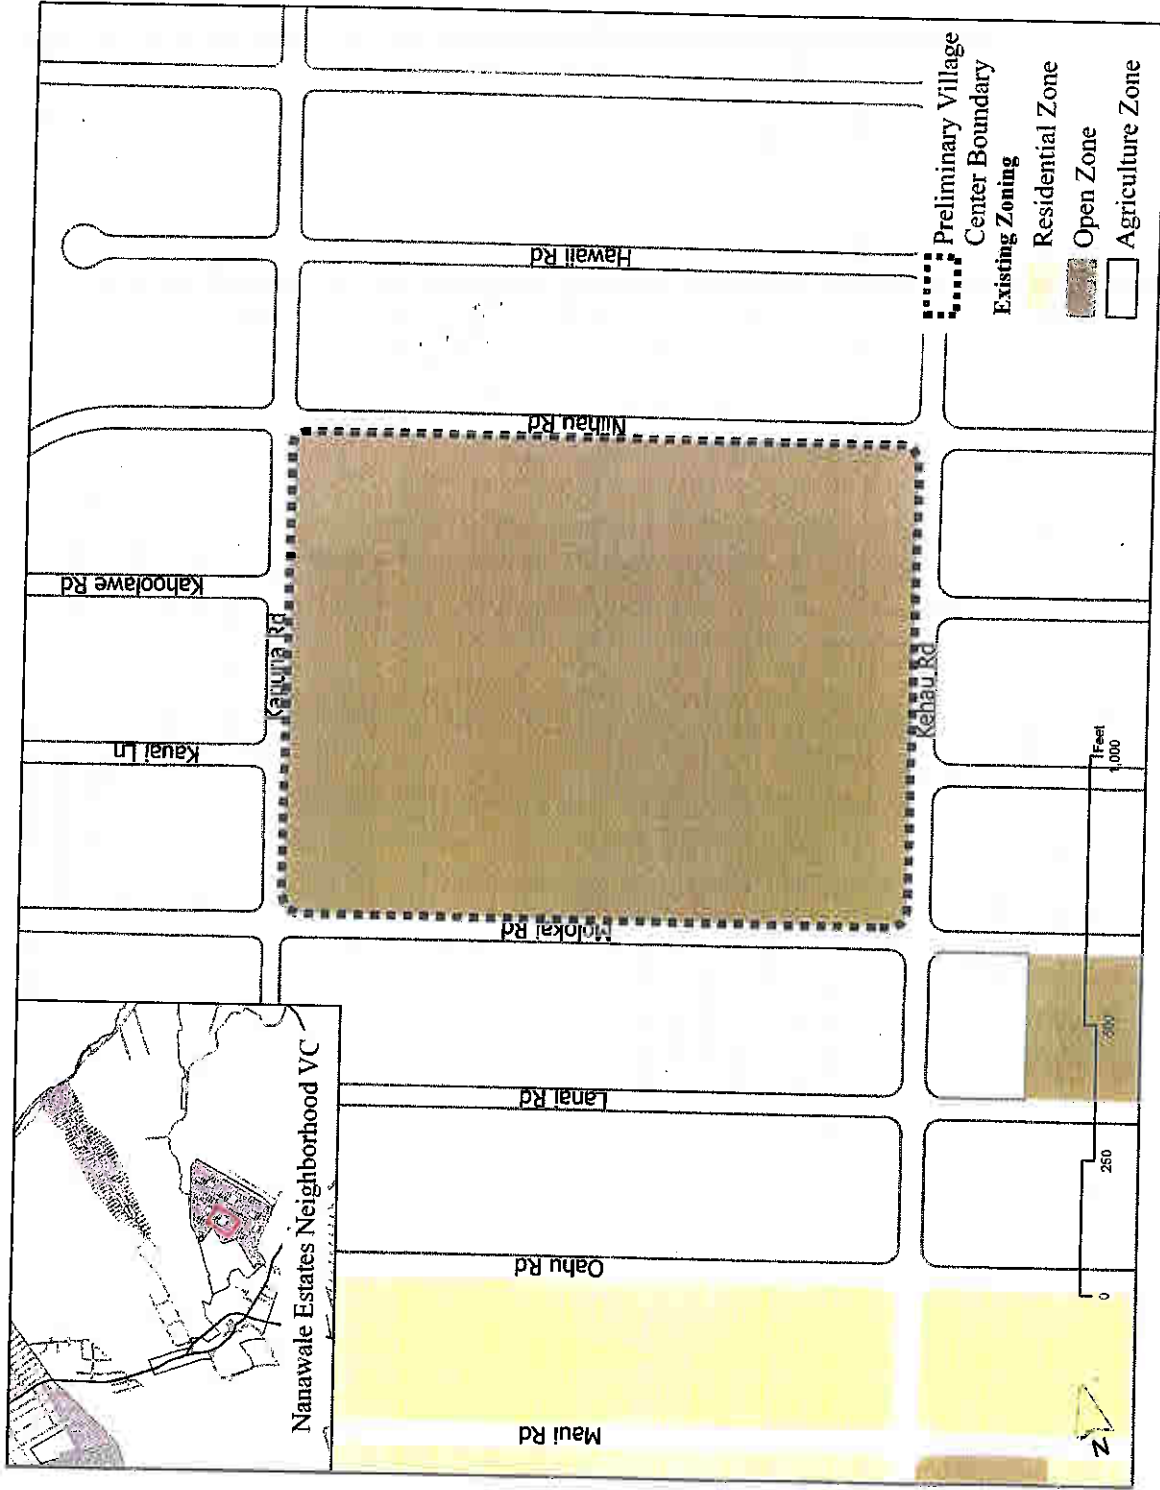 Nanawale Estates Neighborhood VC
Maui Rd
Oahu Rd
Lanai Rd
Molokai Rd
Kauai Ln
Kahoolawe Rd
Rd
Kehau Rd
Niihau Rd
Hawaii Rd
Preliminary Village
Center Boundary
Existing Zoning
Residential Zone
Open Zone
Agriculture Zone
N
0 250 500 1,000
Feet